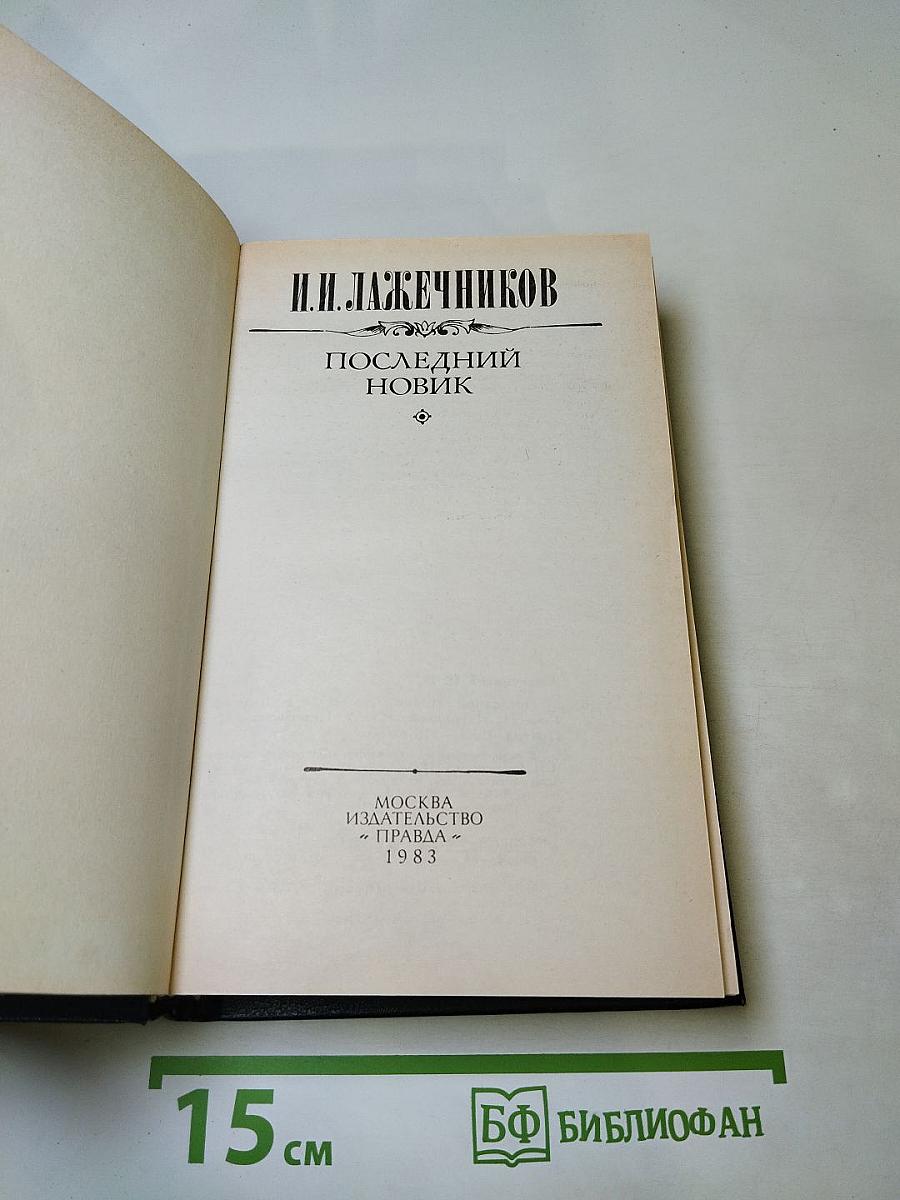 И.И.ЛАЖЕЧНИКОВ
ПОСЛЕДНИЙ
НОВИК
МОСКВА
ИЗДАТЕЛЬСТВО
«ПРАВДА»
1983
15 см
БФ БИБЛИОФАН